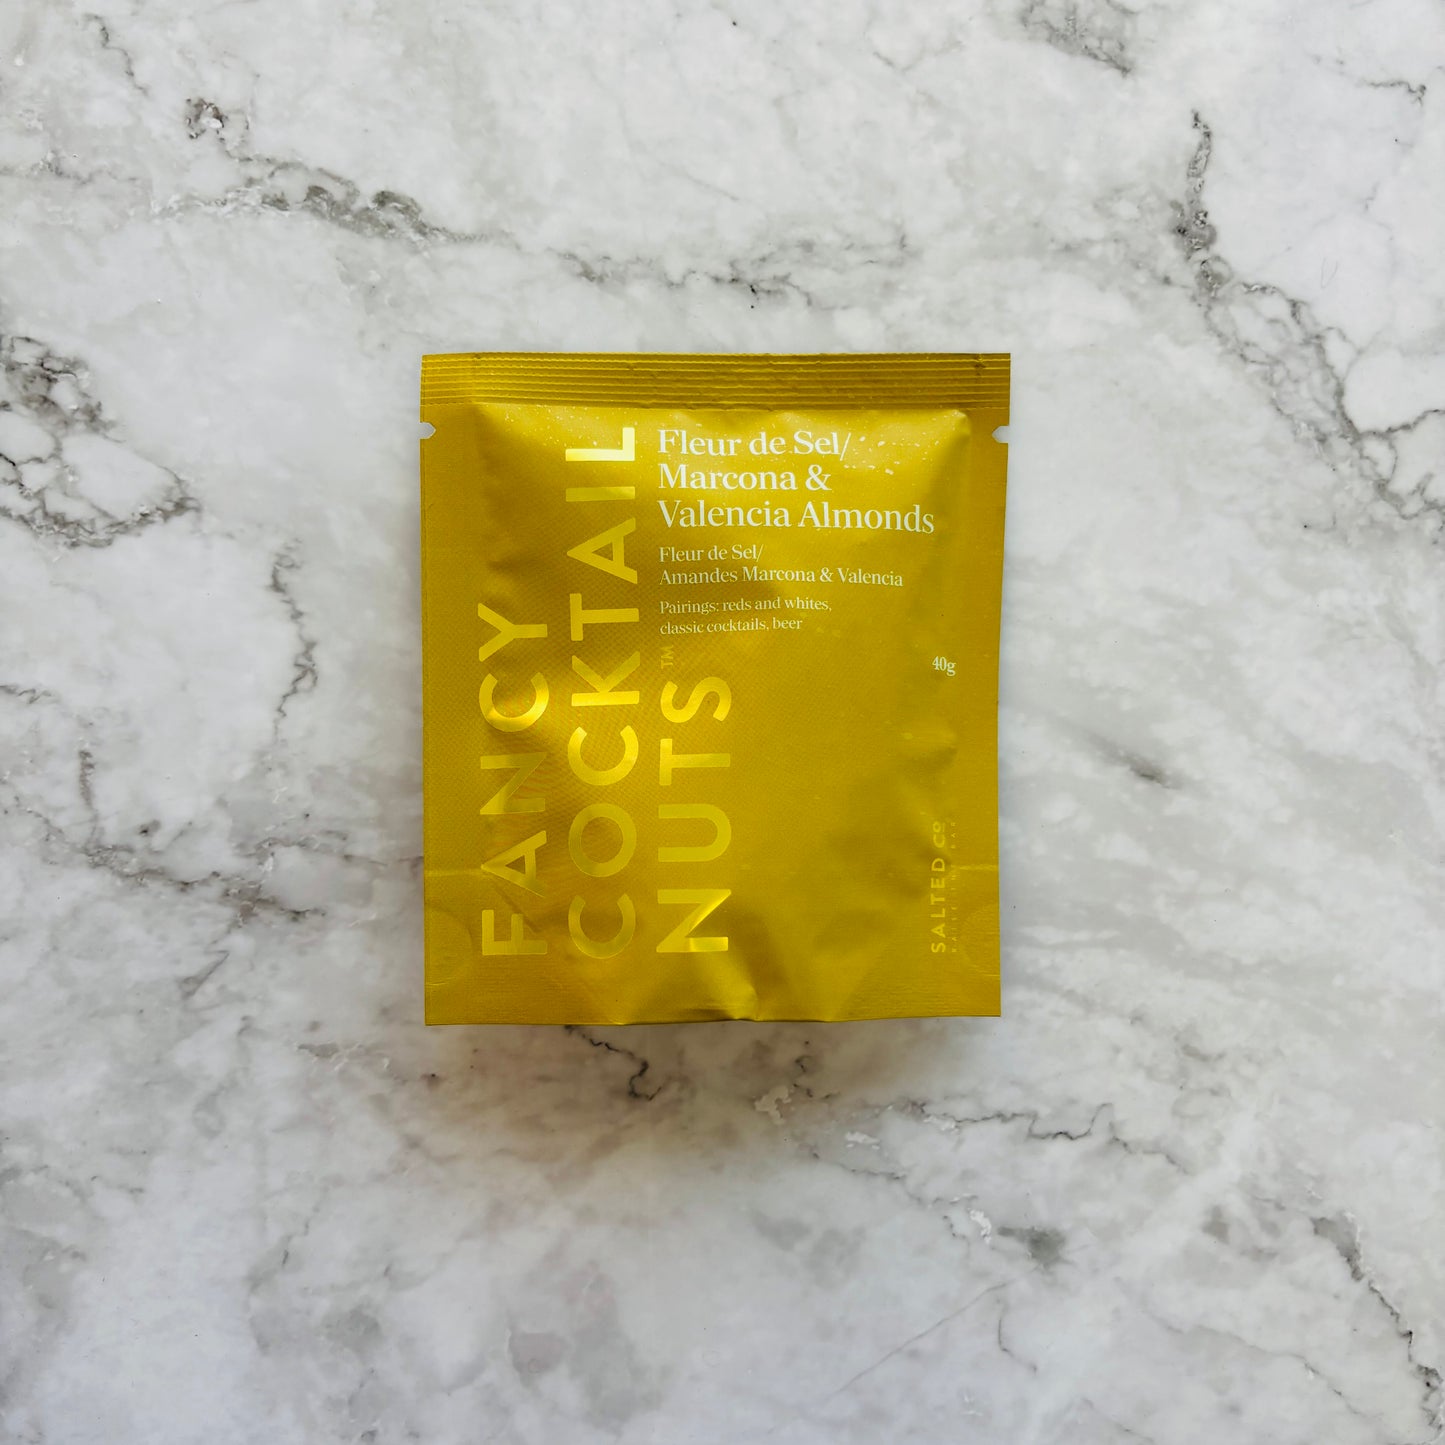 FANCY
COCKTAIL
NUTS™
Fleur de Sel/
Marcona &
Valencia Almonds
Fleur de Sel/
Amandes Marcona & Valencia
Pairings: reds and whites,
classic cocktails, beer
40g
SALTED CO